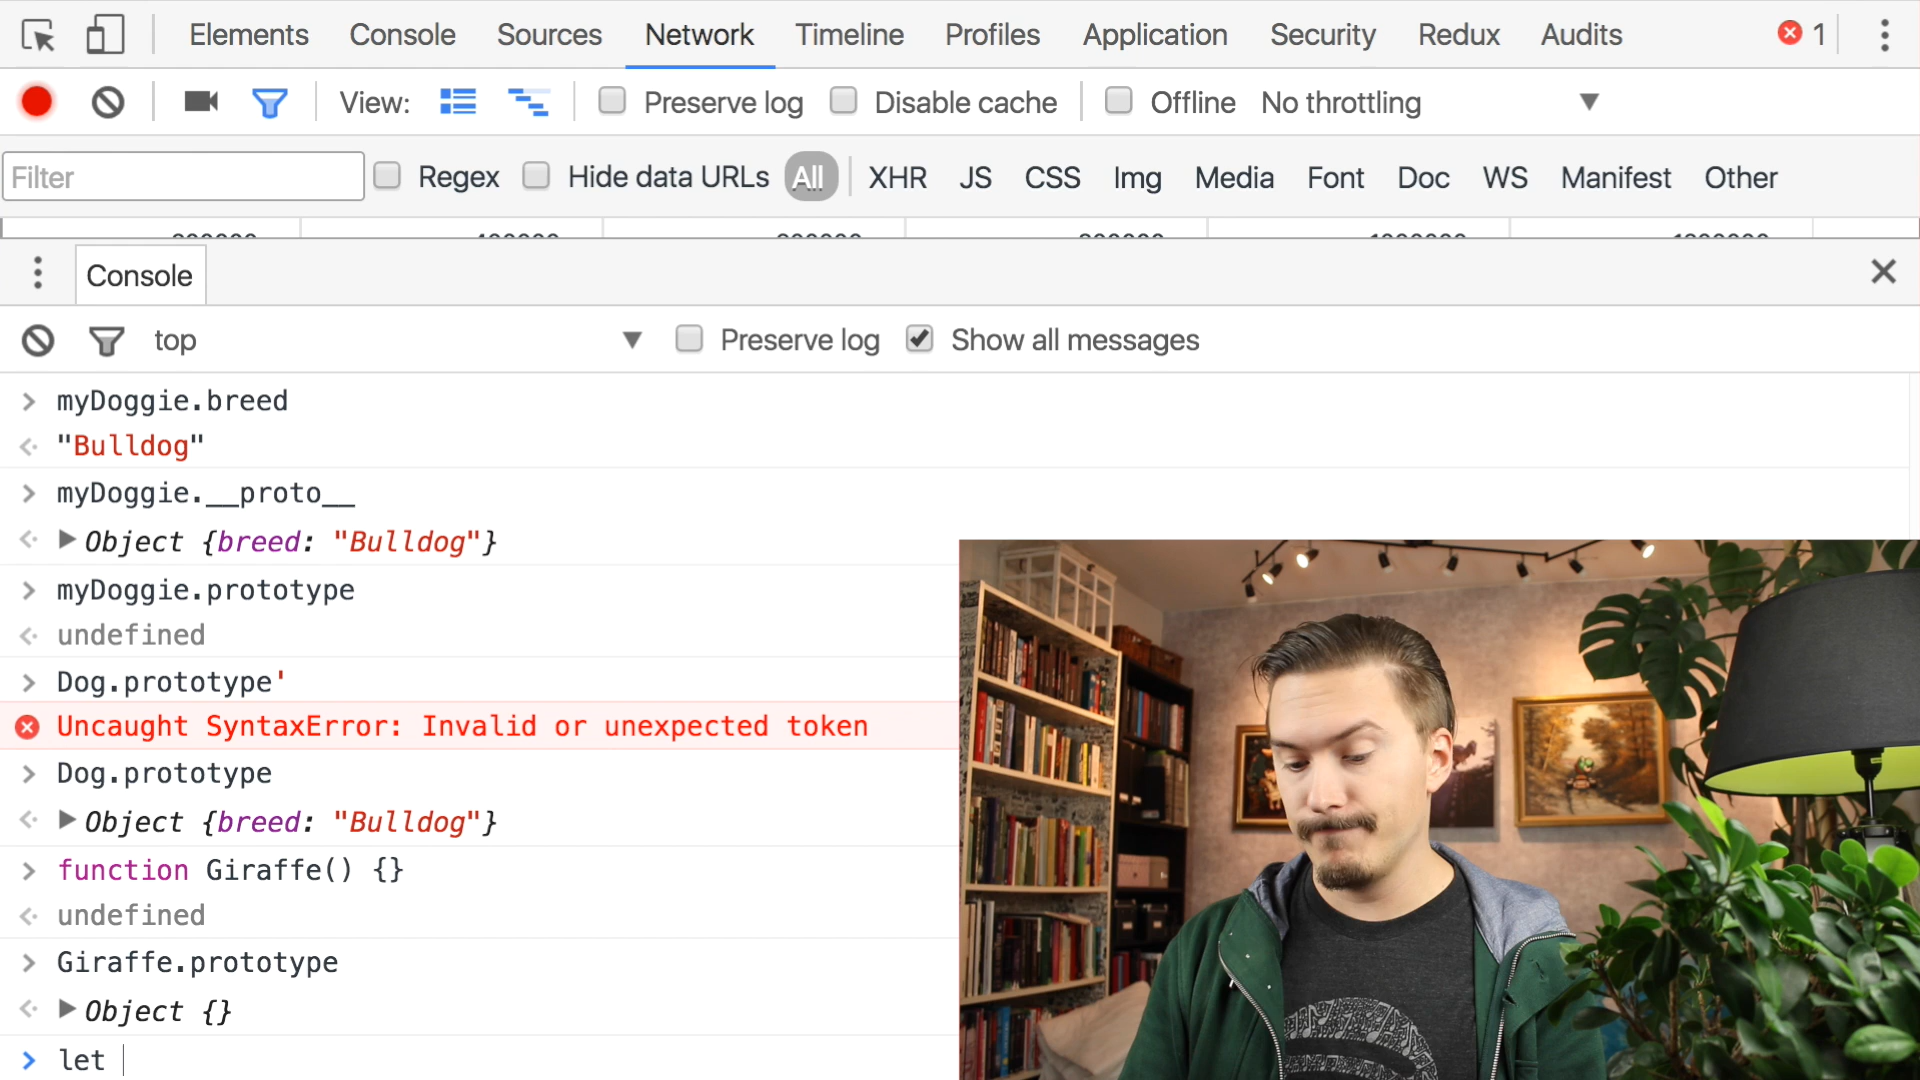 Elements Console Sources Network Timeline Profiles Application Security Redux Audits 1
View: Preserve log Disable cache Offline No throttling
Filter Regex Hide data URLs All XHR JS CSS Img Media Font Doc WS Manifest Other
Console
top Preserve log Show all messages
> myDoggie.breed
"Bulldog"
> myDoggie.__proto__
Object {breed: "Bulldog"}
> myDoggie.prototype
undefined
> Dog.prototype'
Uncaught SyntaxError: Invalid or unexpected token
> Dog.prototype
Object {breed: "Bulldog"}
> function Giraffe() {}
undefined
> Giraffe.prototype
Object {}
> let